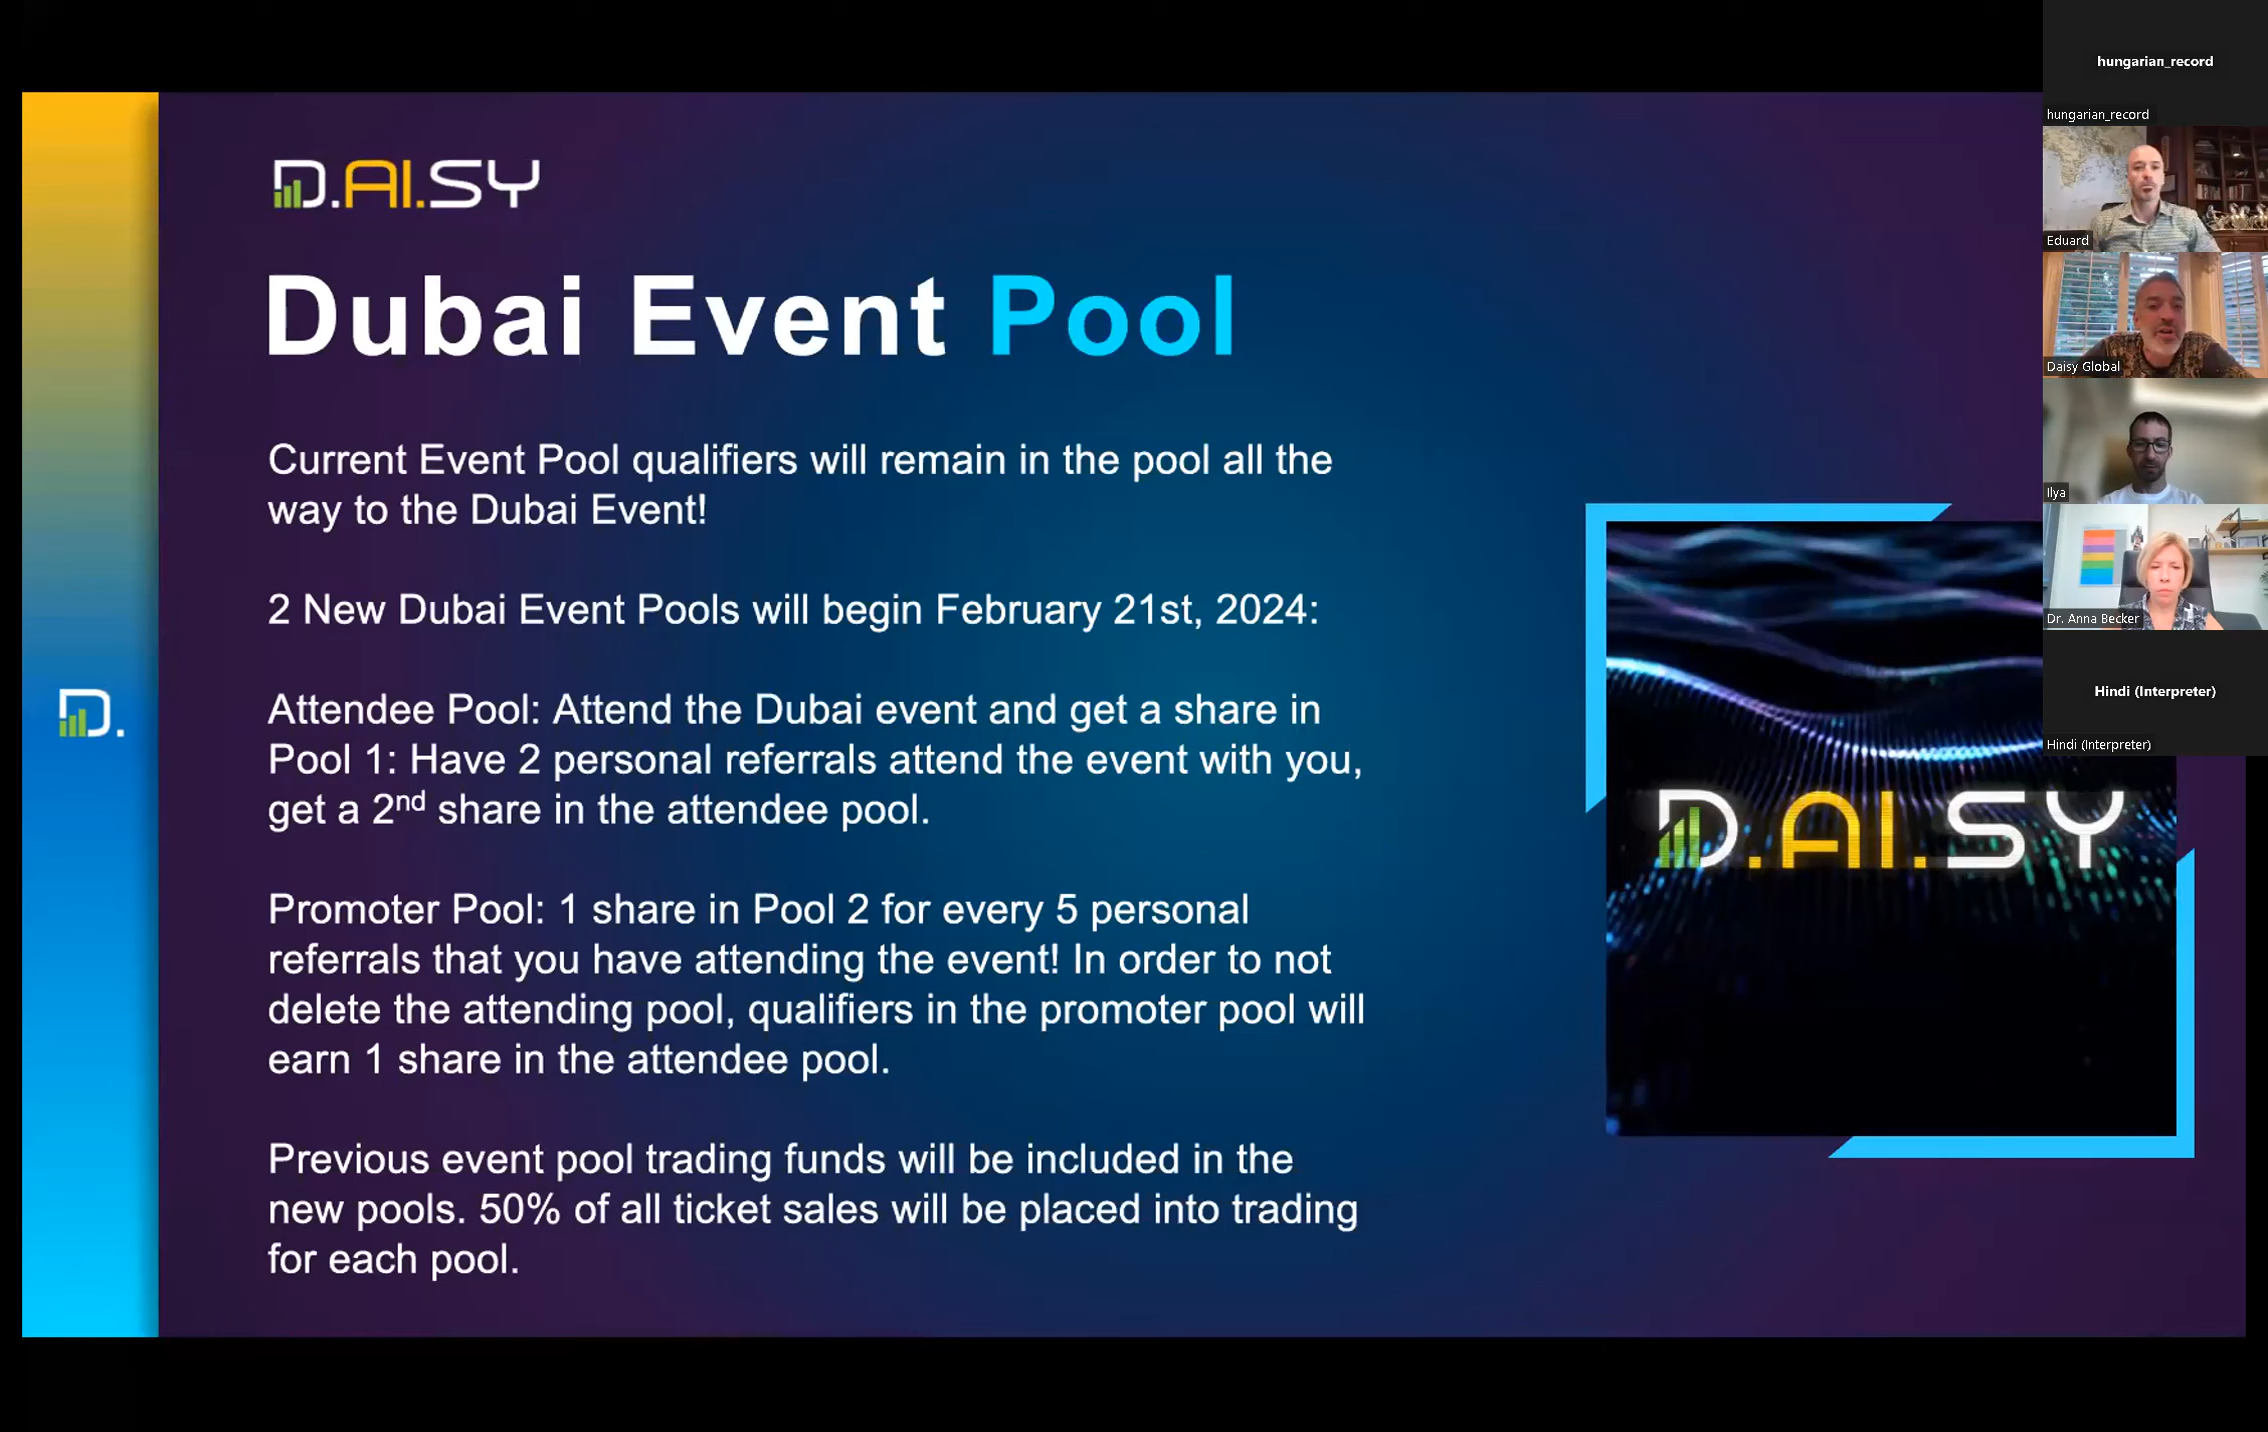 D.AI.SY
Dubai Event Pool
Current Event Pool qualifiers will remain in the pool all the
way to the Dubai Event!
2 New Dubai Event Pools will begin February 21st, 2024:
Attendee Pool: Attend the Dubai event and get a share in
Pool 1: Have 2 personal referrals attend the event with you,
get a 2nd share in the attendee pool.
Promoter Pool: 1 share in Pool 2 for every 5 personal
referrals that you have attending the event! In order to not
delete the attending pool, qualifiers in the promoter pool will
earn 1 share in the attendee pool.
Previous event pool trading funds will be included in the
new pools. 50% of all ticket sales will be placed into trading
for each pool.
D.
D.AI.SY
hungarian_record
hungarian_record
Eduard
Daisy Global
Ilya
Dr. Anna Becker
Hindi (Interpreter)
Hindi (Interpreter)